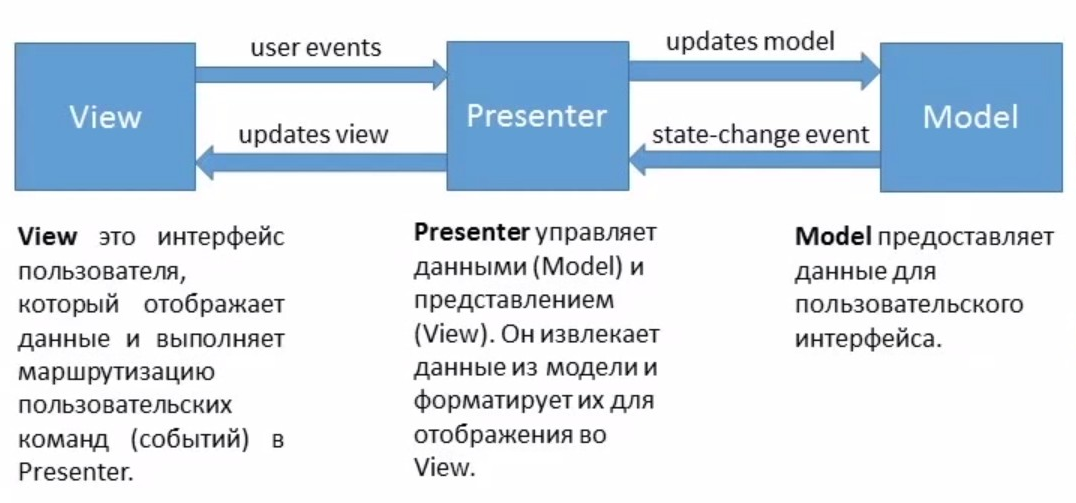 user events
updates model
View
Presenter
Model
updates view
state-change event
View это интерфейс
пользователя,
который отображает
данные и выполняет
маршрутизацию
пользовательских
команд (событий) в
Presenter.
Presenter управляет
данными (Model) и
представлением
(View). Он извлекает
данные из модели и
форматирует их для
отображения во
View.
Model предоставляет
данные для
пользовательского
интерфейса.